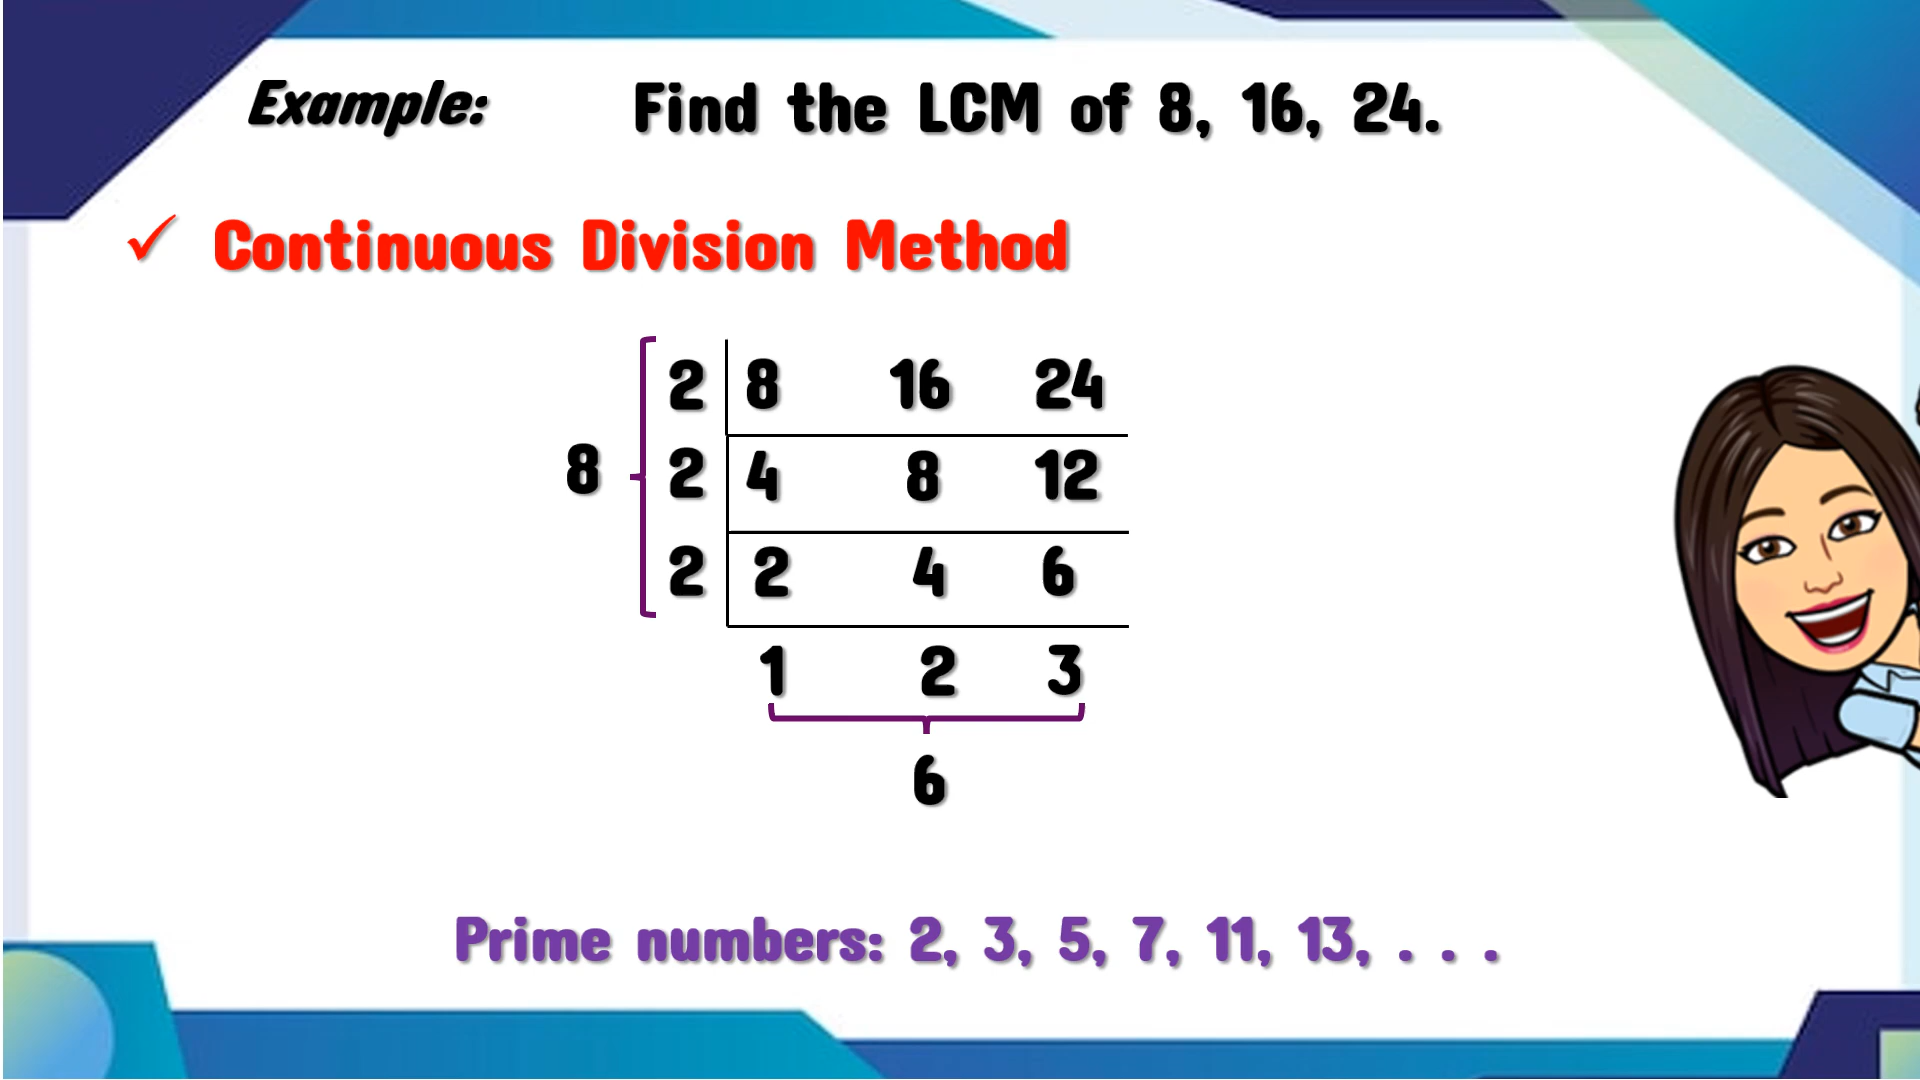 Example: Find the LCM of 8, 16, 24.
✓ Continuous Division Method
2 8 16 24
8 2 4 8 12
2 2 4 6
1 2 3
6
Prime numbers: 2, 3, 5, 7, 11, 13, . . .